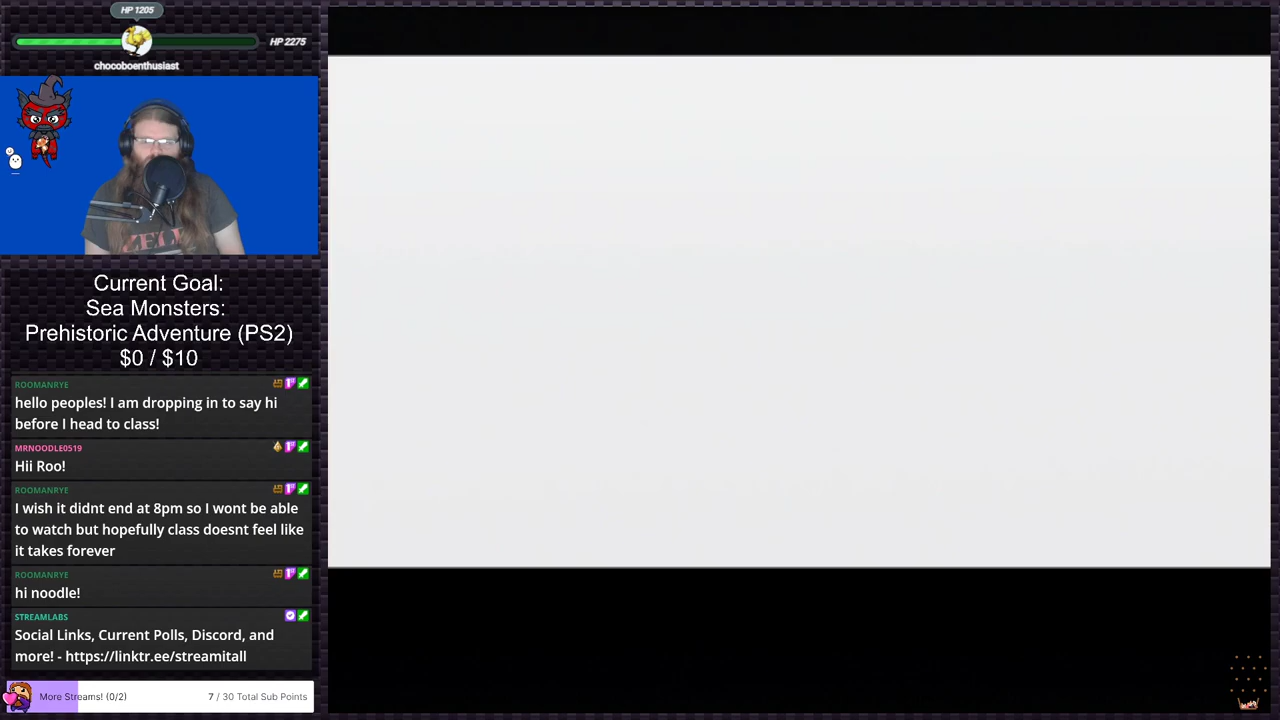 HP 1205
HP 2275
chocoboenthusiast
Current Goal:
Sea Monsters:
Prehistoric Adventure (PS2)
$0 / $10
ROOMANRYE
hello peoples! I am dropping in to say hi
before I head to class!
MRNOODLE0519
Hii Roo!
ROOMANRYE
I wish it didnt end at 8pm so I wont be able
to watch but hopefully class doesnt feel like
it takes forever
ROOMANRYE
hi noodle!
STREAMLABS
Social Links, Current Polls, Discord, and
more! - https://linktr.ee/streamitall
More Streams! (0/2)
7 / 30 Total Sub Points